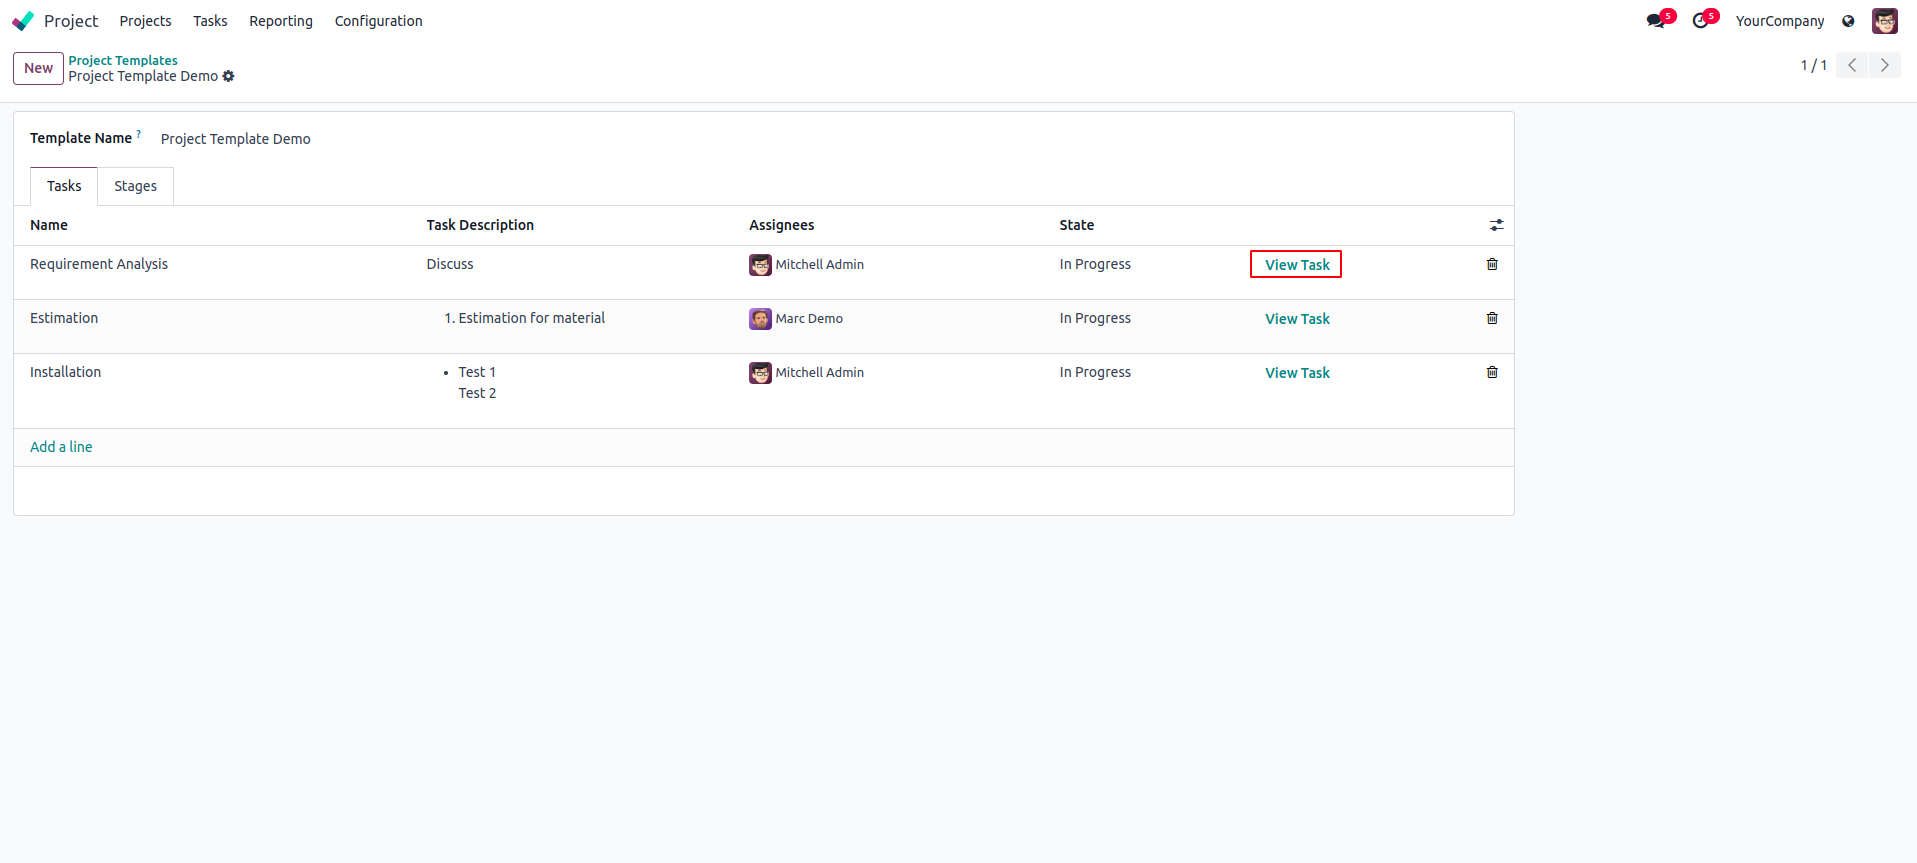 Project Projects Tasks Reporting Configuration 5 5 YourCompany
New Project Templates
Project Template Demo 1 / 1
Template Name ? Project Template Demo
Tasks Stages
Name Task Description Assignees State
Requirement Analysis Discuss Mitchell Admin In Progress View Task
Estimation 1. Estimation for material Marc Demo In Progress View Task
Installation • Test 1 Mitchell Admin In Progress View Task
Test 2
Add a line